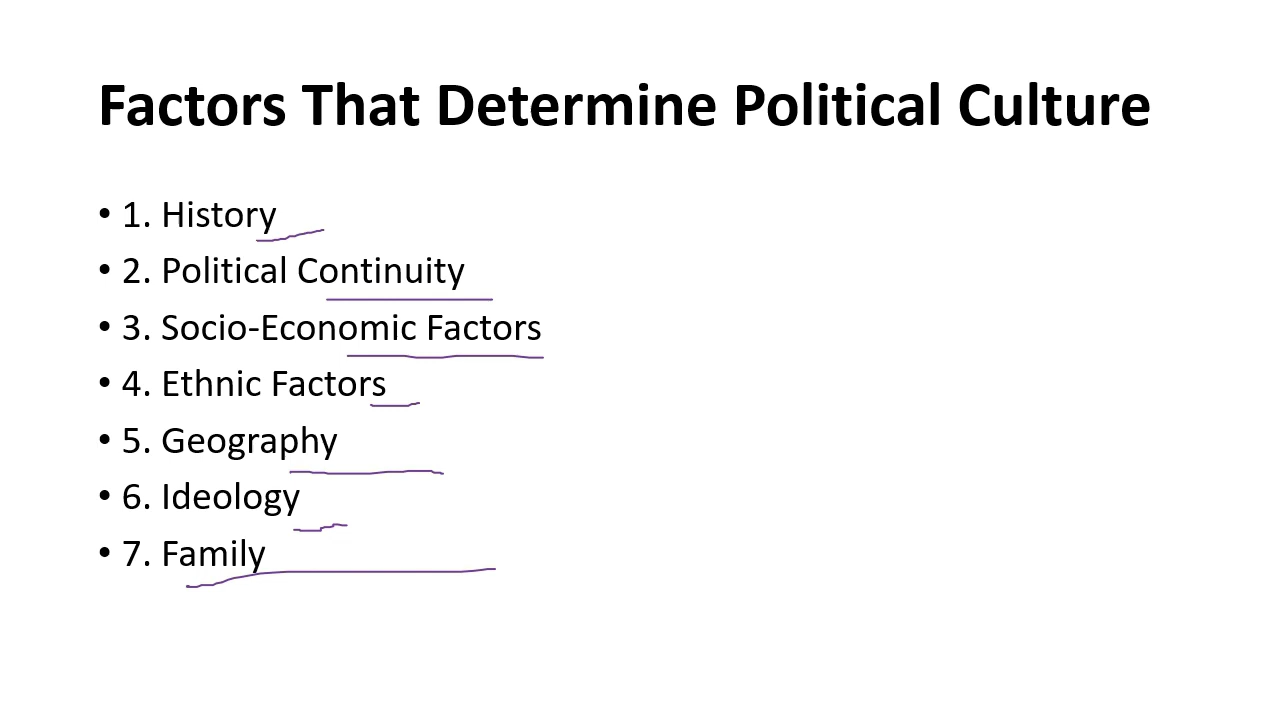 Factors That Determine Political Culture
• 1. History
• 2. Political Continuity
• 3. Socio-Economic Factors
• 4. Ethnic Factors
• 5. Geography
• 6. Ideology
• 7. Family